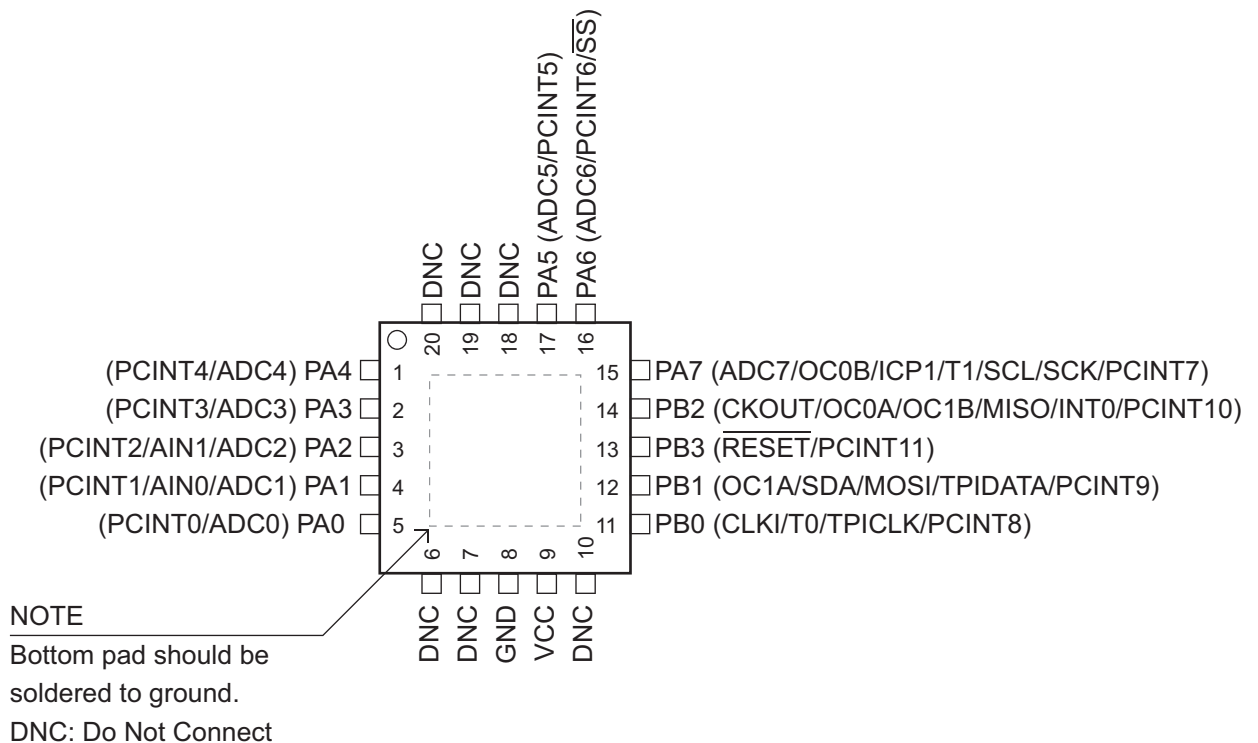 PA5 (ADC5/PCINT5)
PA6 (ADC6/PCINT6/S̅S̅)
DNC
DNC
DNC
20
19
18
17
16
(PCINT4/ADC4) PA4
1
15
PA7 (ADC7/OC0B/ICP1/T1/SCL/SCK/PCINT7)
(PCINT3/ADC3) PA3
2
14
PB2 (CKOUT/OC0A/OC1B/MISO/INT0/PCINT10)
(PCINT2/AIN1/ADC2) PA2
3
13
PB3 (R̅E̅S̅E̅T̅/PCINT11)
(PCINT1/AIN0/ADC1) PA1
4
12
PB1 (OC1A/SDA/MOSI/TPIDATA/PCINT9)
(PCINT0/ADC0) PA0
5
11
PB0 (CLKI/T0/TPICLK/PCINT8)
6
7
8
9
10
DNC
DNC
GND
VCC
DNC
NOTE
Bottom pad should be
soldered to ground.
DNC: Do Not Connect